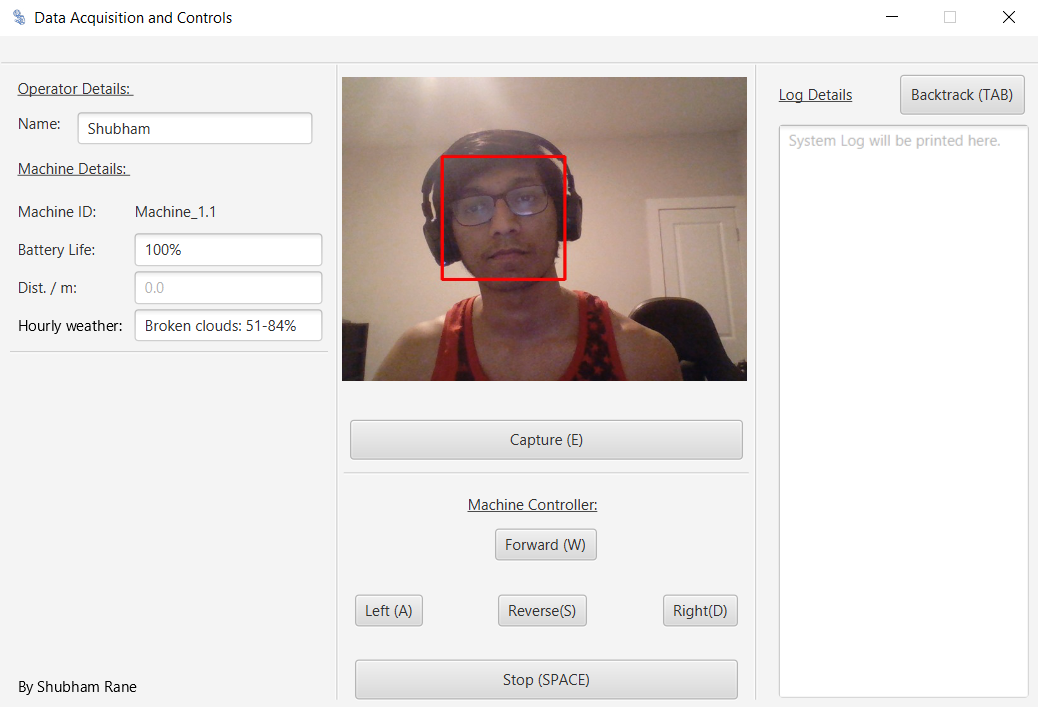 Data Acquisition and Controls
Operator Details:
Name: Shubham
Machine Details:
Machine ID: Machine_1.1
Battery Life: 100%
Dist. / m: 0.0
Hourly weather: Broken clouds: 51-84%
By Shubham Rane
Capture (E)
Machine Controller:
Forward (W)
Left (A) Reverse(S) Right(D)
Stop (SPACE)
Log Details Backtrack (TAB)
System Log will be printed here.